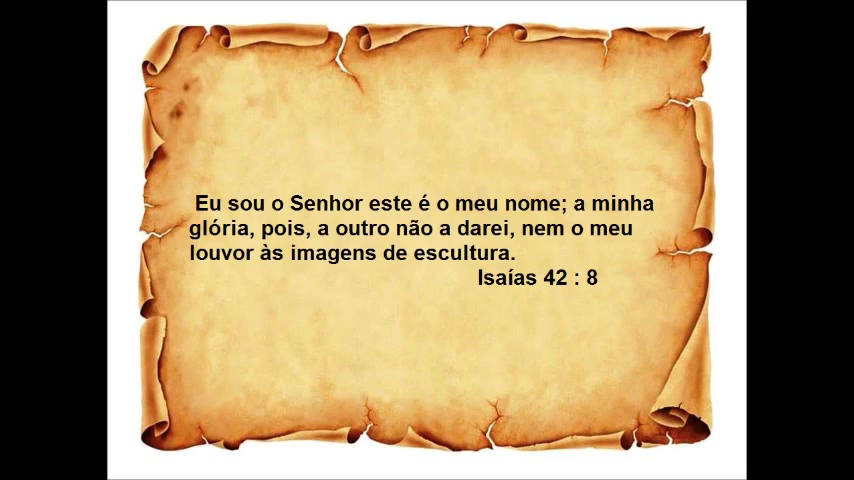 Eu sou o Senhor este é o meu nome; a minha
glória, pois, a outro não a darei, nem o meu
louvor às imagens de escultura.
Isaías 42 : 8